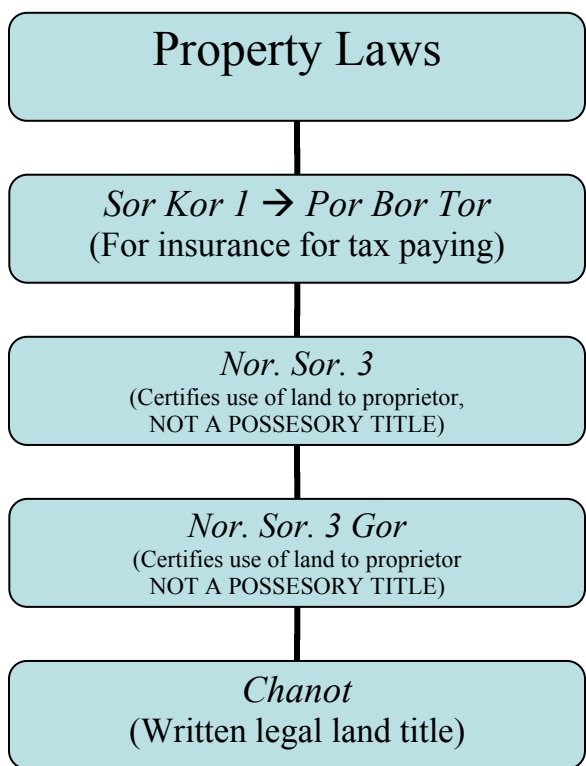 Property Laws
Sor Kor 1 → Por Bor Tor
(For insurance for tax paying)
Nor. Sor. 3
(Certifies use of land to proprietor,
NOT A POSSESORY TITLE)
Nor. Sor. 3 Gor
(Certifies use of land to proprietor
NOT A POSSESORY TITLE)
Chanot
(Written legal land title)